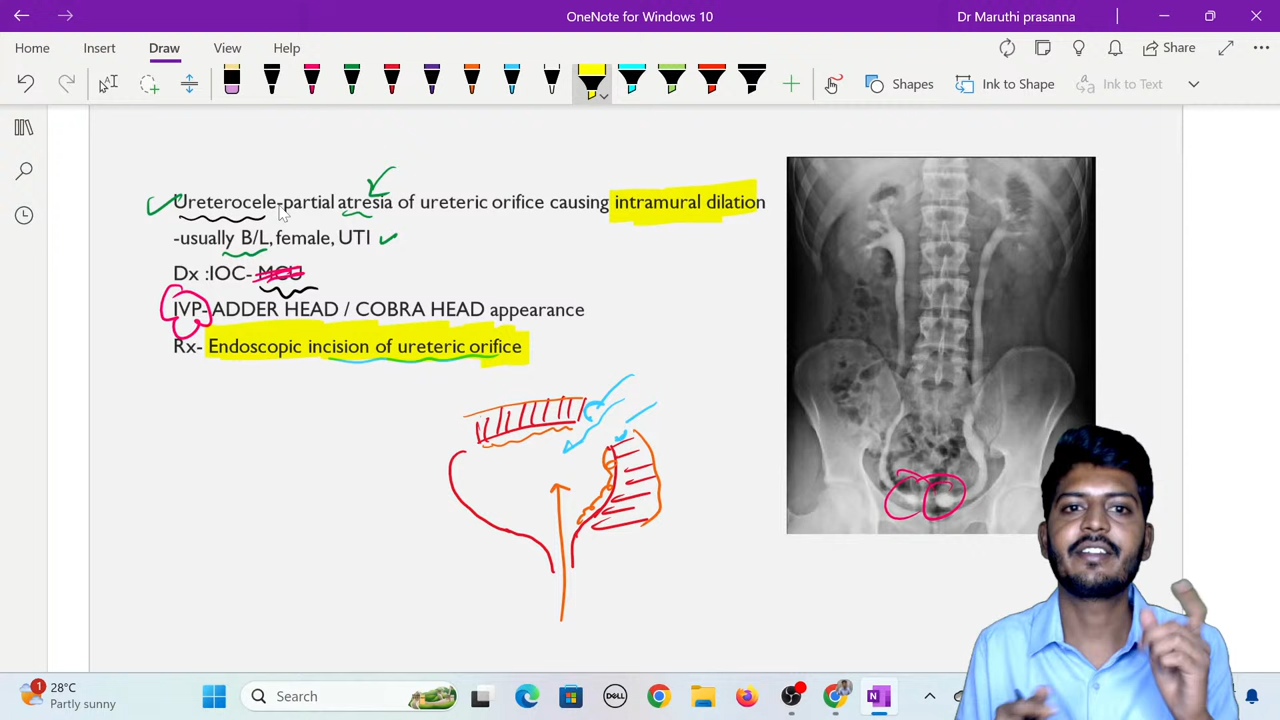 OneNote for Windows 10
Dr Maruthi prasanna
Home
Insert
Draw
View
Help
Share
Shapes
Ink to Shape
Ink to Text
Ureterocele-partial atresia of ureteric orifice causing intramural dilation
-usually B/L, female, UTI
Dx :IOC- MCU
IVP- ADDER HEAD / COBRA HEAD appearance
Rx- Endoscopic incision of ureteric orifice
1
28°C
Partly sunny
Search
DELL